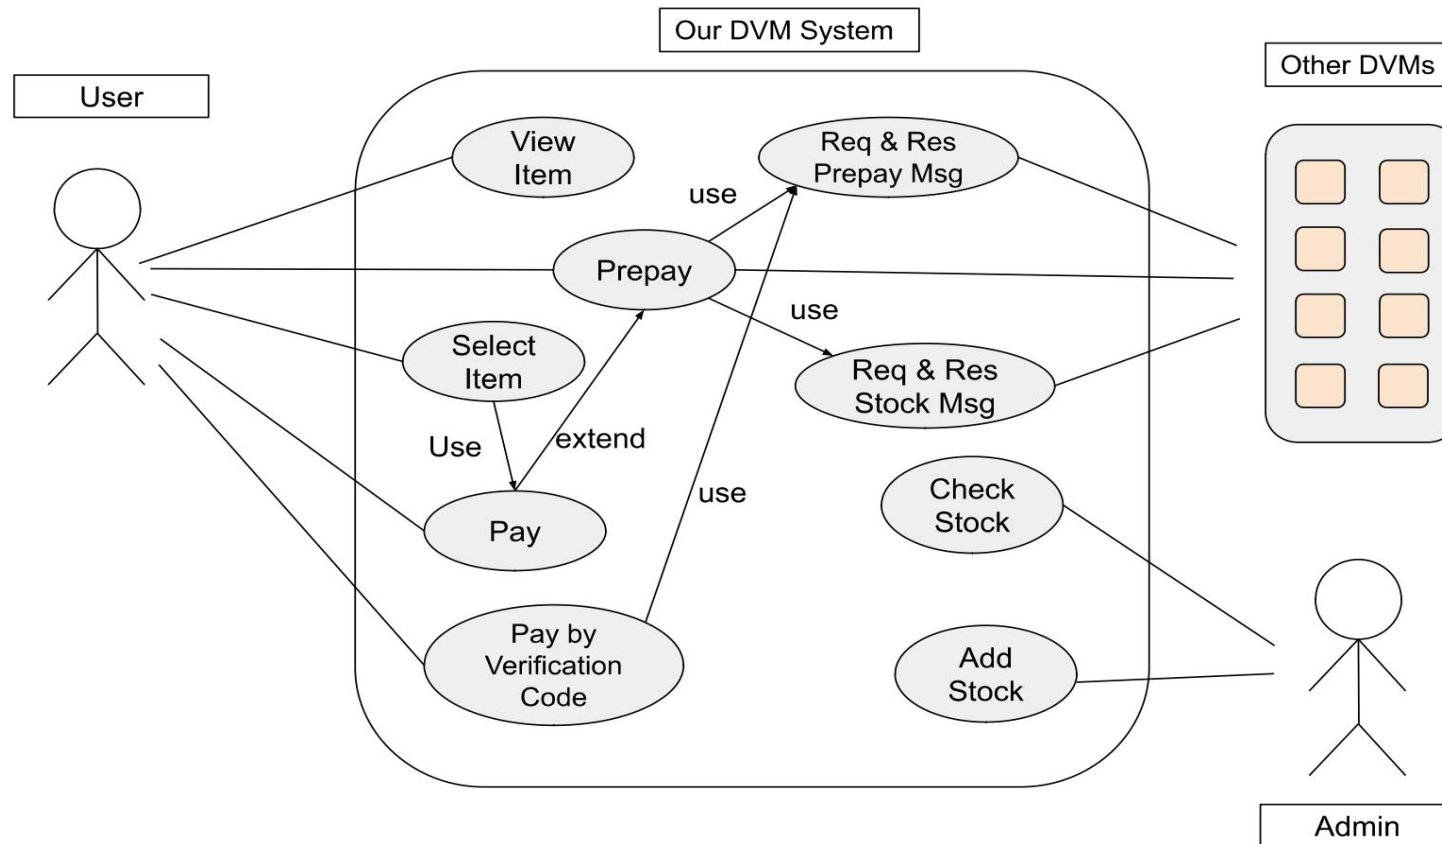 Our DVM System
Other DVMs
User
View
Item
Req & Res
Prepay Msg
use
Prepay
use
Select
Item
Req & Res
Stock Msg
Use
extend
use
Check
Stock
Pay
Pay by
Verification
Code
Add
Stock
Admin